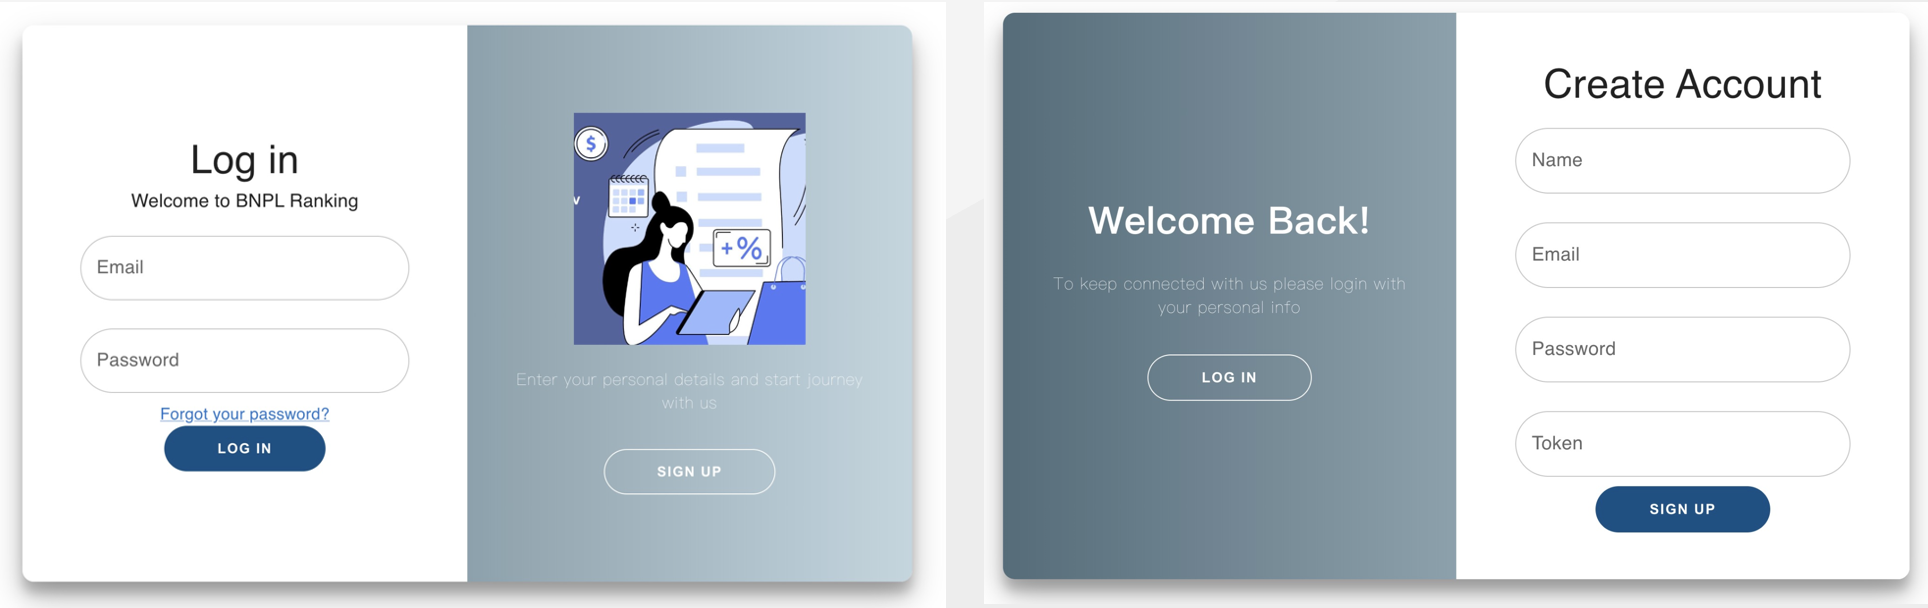 Log in
Welcome to BNPL Ranking
Email
Password
Forgot your password?
LOG IN
$
+%
Enter your personal details and start journey
with us
SIGN UP
Welcome Back!
To keep connected with us please login with
your personal info
LOG IN
Create Account
Name
Email
Password
Token
SIGN UP